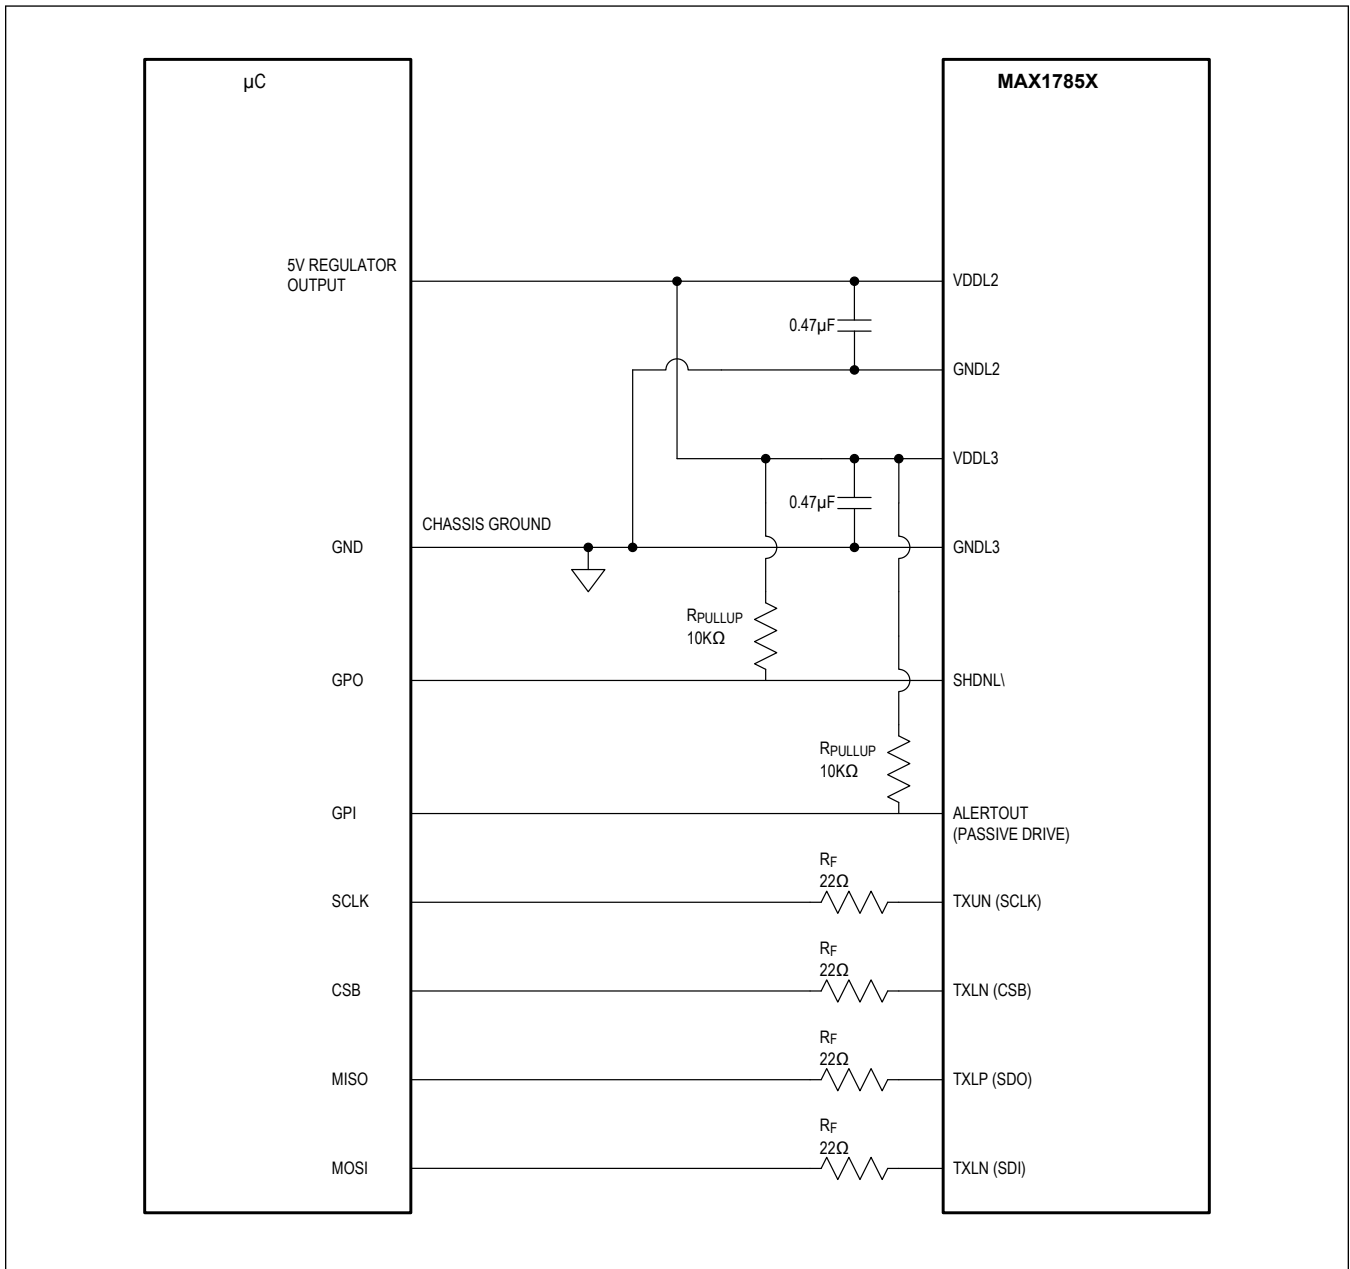 µC
MAX1785X
5V REGULATOR
OUTPUT
VDDL2
0.47µF
GNDL2
VDDL3
0.47µF
CHASSIS GROUND
GND
GNDL3
RPULLUP
10KΩ
GPO
SHDNL\
RPULLUP
10KΩ
GPI
ALERTOUT
(PASSIVE DRIVE)
RF
22Ω
SCLK
TXUN (SCLK)
RF
22Ω
CSB
TXLN (CSB)
RF
22Ω
MISO
TXLP (SDO)
RF
22Ω
MOSI
TXLN (SDI)